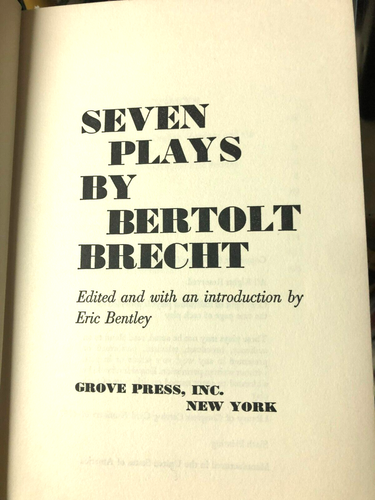 SEVEN
PLAYS
BY
BERTOLT
BRECHT
Edited and with an introduction by
Eric Bentley
GROVE PRESS, INC.
NEW YORK